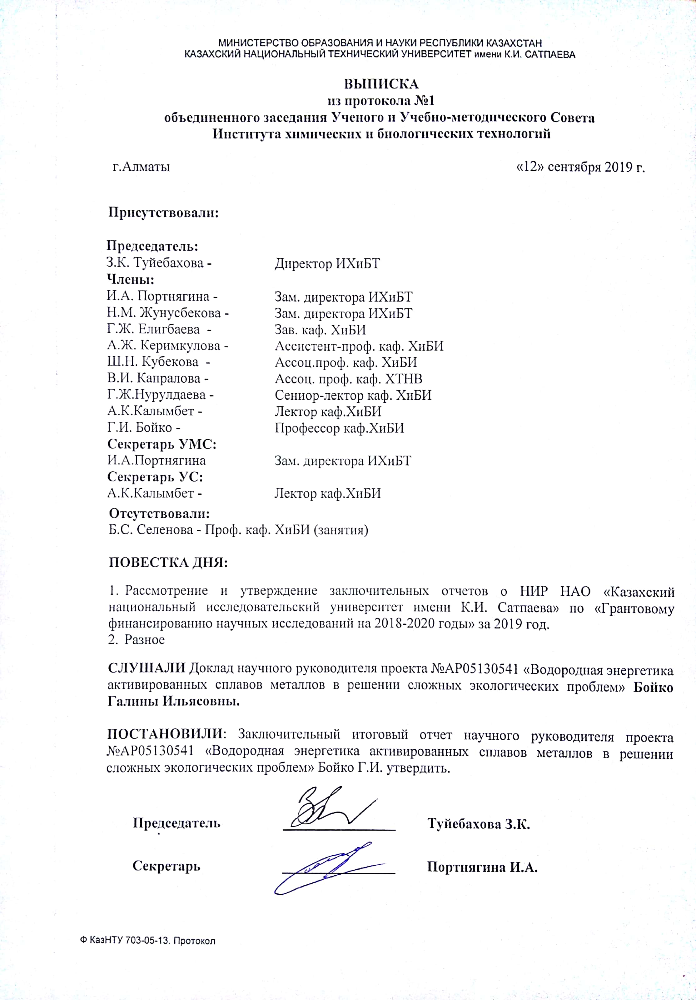 МИНИСТЕРСТВО ОБРАЗОВАНИЯ И НАУКИ РЕСПУБЛИКИ КАЗАХСТАН
КАЗАХСКИЙ НАЦИОНАЛЬНЫЙ ТЕХНИЧЕСКИЙ УНИВЕРСИТЕТ имени К.И. САТПАЕВА
ВЫПИСКА
из протокола №1
объединенного заседания Ученого и Учебно-методического Совета
Института химических и биологических технологий
г.Алматы «12» сентября 2019 г.
Присутствовали:
Председатель:
З.К. Туйебахова - Директор ИХиБТ
Члены:
И.А. Портнягина - Зам. директора ИХиБТ
Н.М. Жунусбекова - Зам. директора ИХиБТ
Г.Ж. Елигбаева - Зав. каф. ХиБИ
А.Ж. Керимкулова - Ассистент-проф. каф. ХиБИ
Ш.Н. Кубекова - Ассоц.проф. каф. ХиБИ
В.И. Капралова - Ассоц. проф. каф. ХТНВ
Г.Ж.Нурулдаева - Сениор-лектор каф. ХиБИ
А.К.Калымбет - Лектор каф.ХиБИ
Г.И. Бойко - Профессор каф.ХиБИ
Секретарь УМС:
И.А.Портнягина Зам. директора ИХиБТ
Секретарь УС:
А.К.Калымбет - Лектор каф.ХиБИ
Отсутствовали:
Б.С. Селенова - Проф. каф. ХиБИ (занятия)
ПОВЕСТКА ДНЯ:
1. Рассмотрение и утверждение заключительных отчетов о НИР НАО «Казахский
национальный исследовательский университет имени К.И. Сатпаева» по «Грантовому
финансированию научных исследований на 2018-2020 годы» за 2019 год.
2. Разное
СЛУШАЛИ Доклад научного руководителя проекта №АР05130541 «Водородная энергетика
активированных сплавов металлов в решении сложных экологических проблем» Бойко
Галины Ильясовны.
ПОСТАНОВИЛИ: Заключительный итоговый отчет научного руководителя проекта
№АР05130541 «Водородная энергетика активированных сплавов металлов в решении
сложных экологических проблем» Бойко Г.И. утвердить.
Председатель Туйебахова З.К.
Секретарь Портнягина И.А.
Ф КазНТУ 703-05-13. Протокол